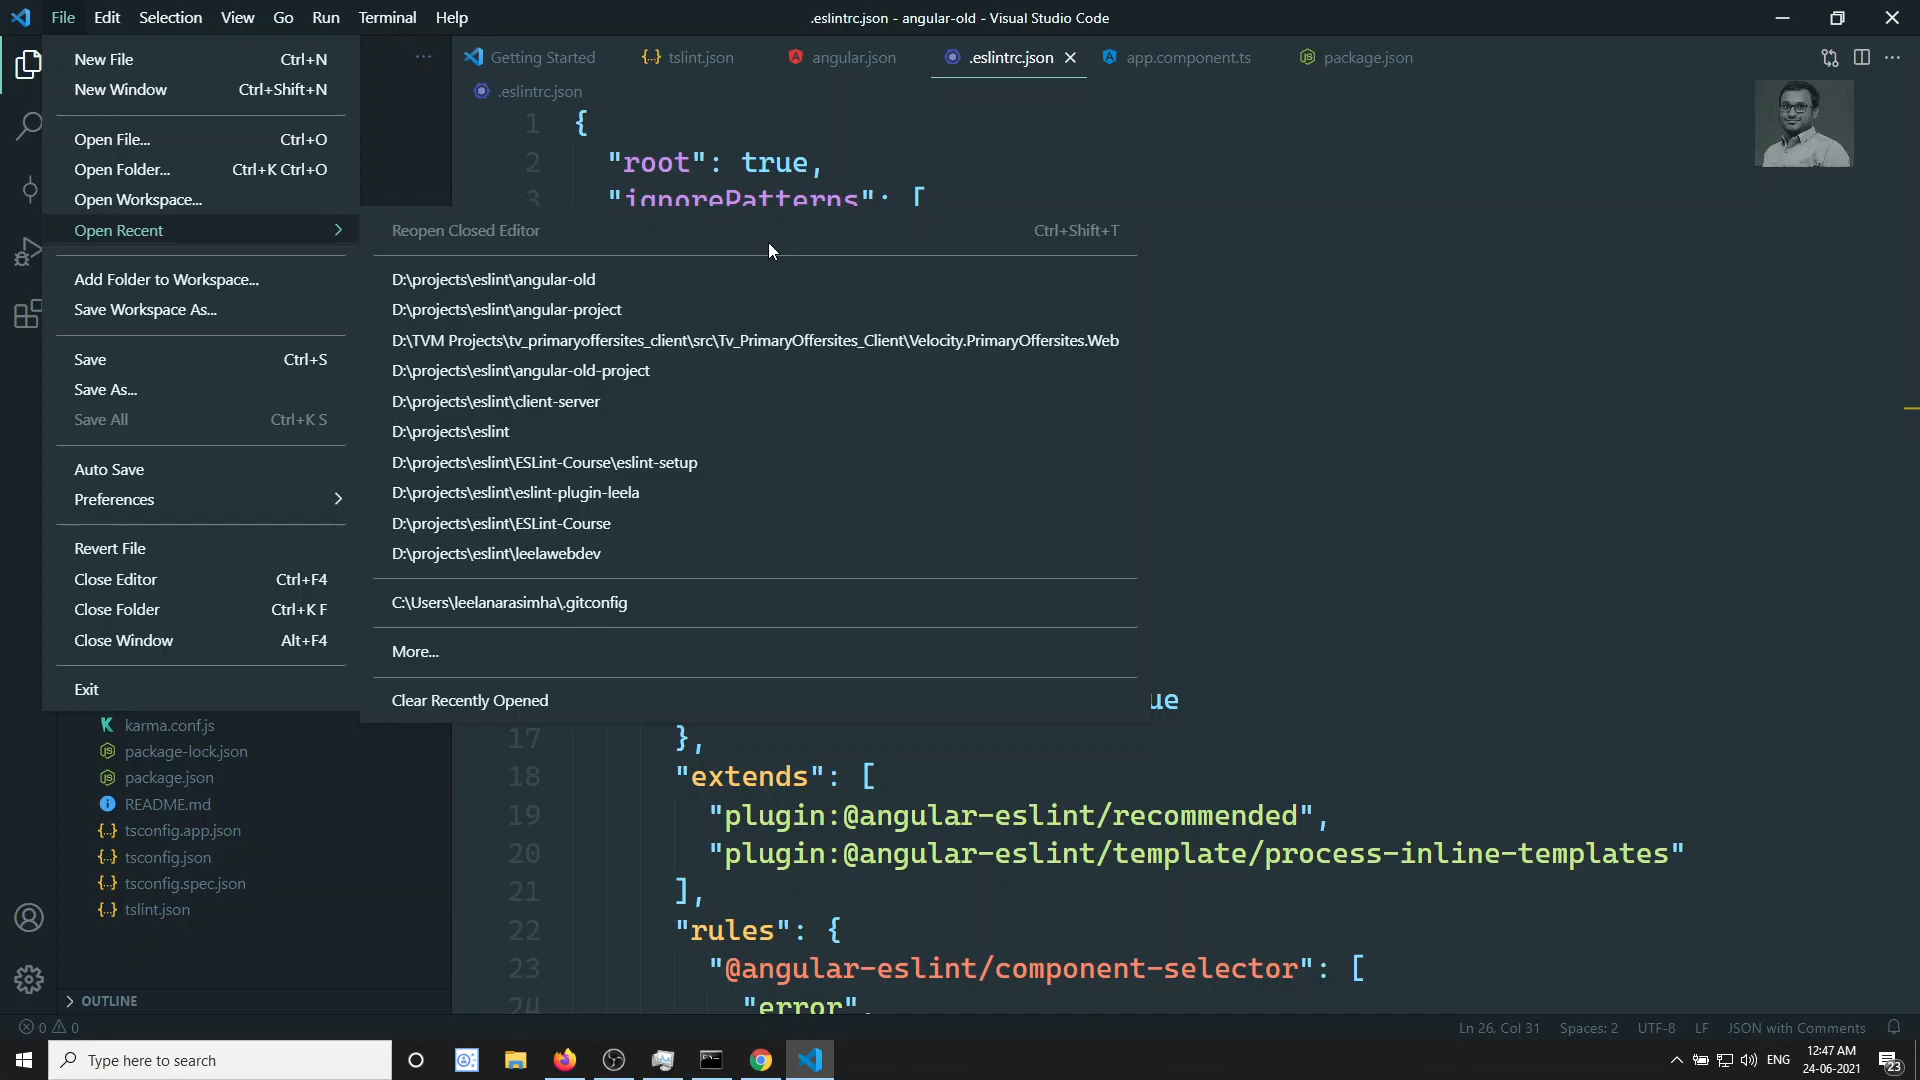 File Edit Selection View Go Run Terminal Help
.eslintrc.json - angular-old - Visual Studio Code
New File Ctrl+N
New Window Ctrl+Shift+N
Open File... Ctrl+O
Open Folder... Ctrl+K Ctrl+O
Open Workspace...
Open Recent
Add Folder to Workspace...
Save Workspace As...
Save Ctrl+S
Save As...
Save All Ctrl+K S
Auto Save
Preferences
Revert File
Close Editor Ctrl+F4
Close Folder Ctrl+K F
Close Window Alt+F4
Exit
Reopen Closed Editor Ctrl+Shift+T
D:\projects\eslint\angular-old
D:\projects\eslint\angular-project
D:\TVM Projects\tv_primaryoffersites_client\src\Tv_PrimaryOffersites_Client\Velocity.PrimaryOffersites.Web
D:\projects\eslint\angular-old-project
D:\projects\eslint\client-server
D:\projects\eslint
D:\projects\eslint\ESLint-Course\eslint-setup
D:\projects\eslint\eslint-plugin-leela
D:\projects\eslint\ESLint-Course
D:\projects\eslint\leelawebdev
C:\Users\leelanarasimha\.gitconfig
More...
Clear Recently Opened
karma.conf.js
package-lock.json
package.json
README.md
tsconfig.app.json
tsconfig.json
tsconfig.spec.json
tslint.json
OUTLINE
Getting Started tslint.json angular.json .eslintrc.json app.component.ts package.json
.eslintrc.json
1 {
2 "root": true,
3 "ignorePatterns": [
ue
17 },
18 "extends": [
19 "plugin:@angular-eslint/recommended",
20 "plugin:@angular-eslint/template/process-inline-templates"
21 ],
22 "rules": {
23 "@angular-eslint/component-selector": [
24 "error",
0 0
Ln 26, Col 31 Spaces: 2 UTF-8 LF JSON with Comments
Type here to search
ENG
12:47 AM
24-06-2021
23